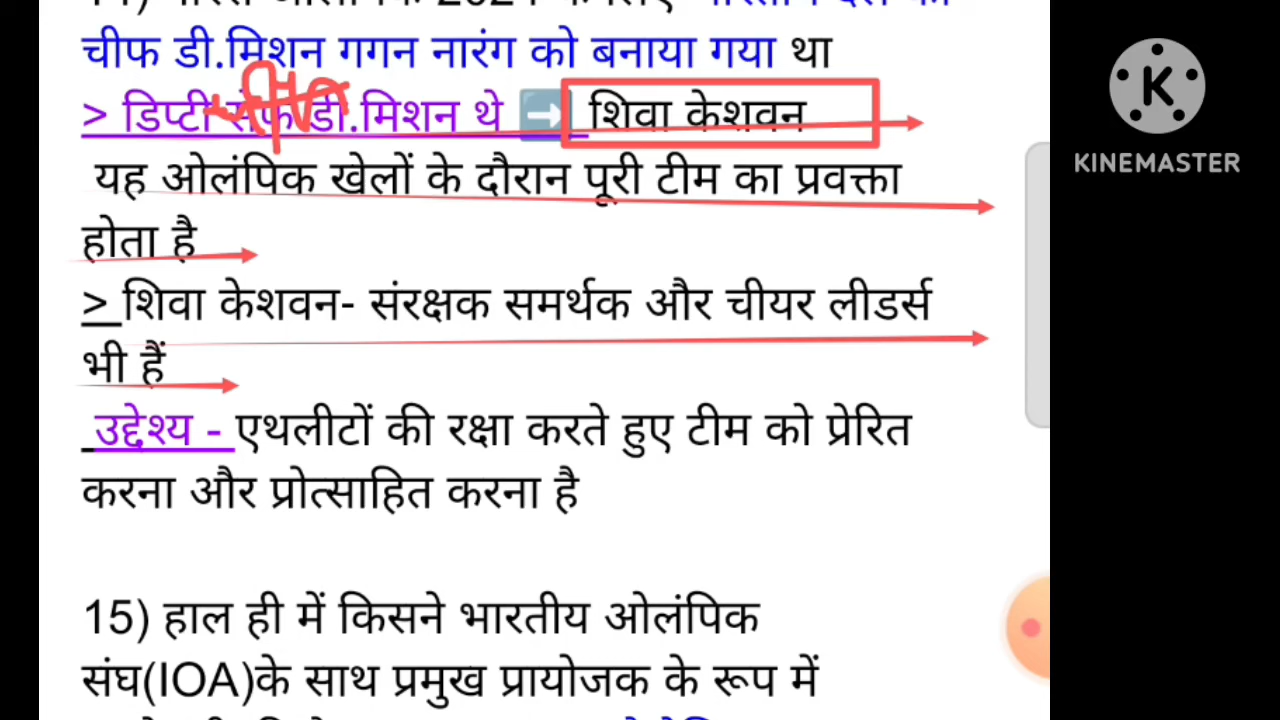 चीफ डी.मिशन गगन नारंग को बनाया गया था
> डिप्टी सेफ डी.मिशन थे ➡ शिवा केशवन
चीफ
यह ओलंपिक खेलों के दौरान पूरी टीम का प्रवक्ता
होता है
> शिवा केशवन- संरक्षक समर्थक और चीयर लीडर्स
भी हैं
उद्देश्य - एथलीटों की रक्षा करते हुए टीम को प्रेरित
करना और प्रोत्साहित करना है
15) हाल ही में किसने भारतीय ओलंपिक
संघ(IOA)के साथ प्रमुख प्रायोजक के रूप में
K
KINEMASTER